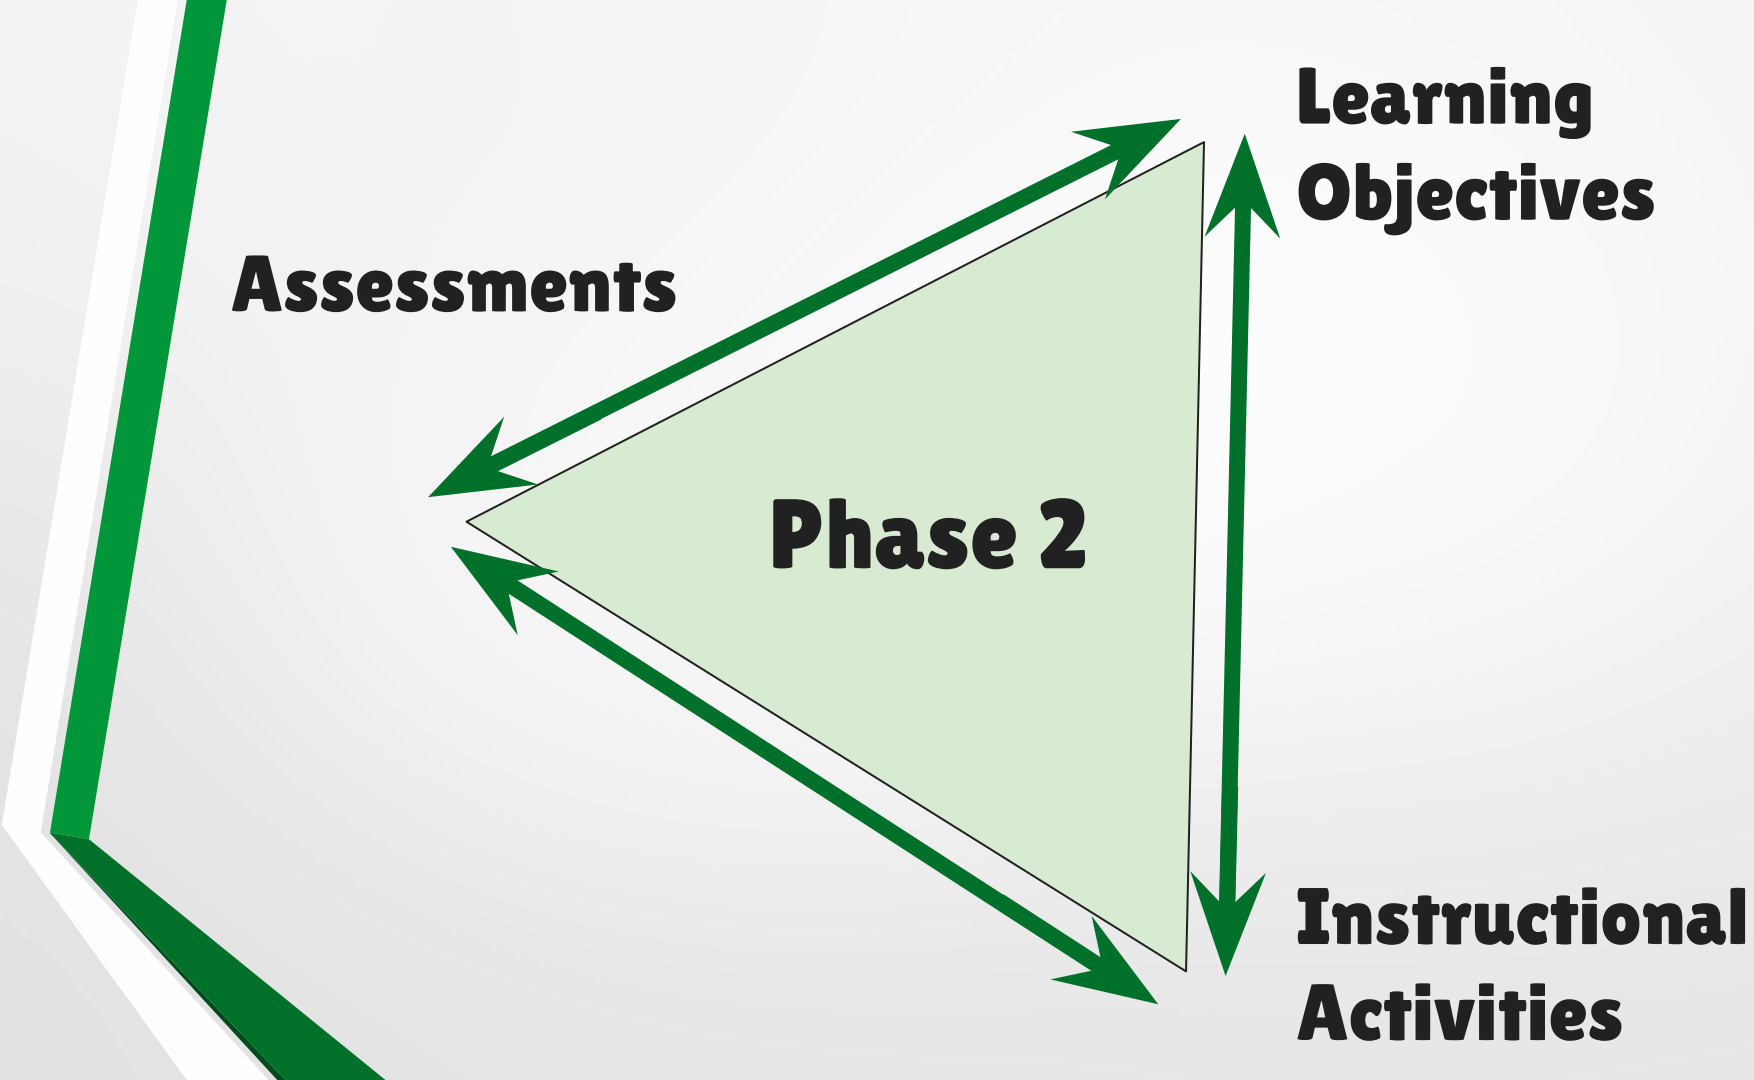 Learning
Objectives
Assessments
Phase 2
Instructional
Activities